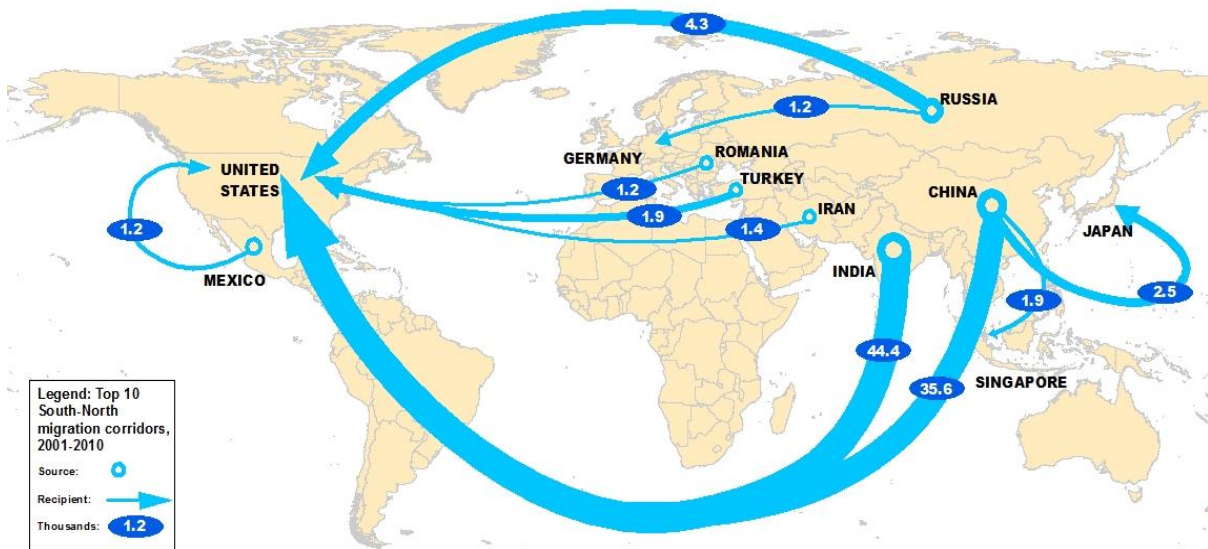 4.3
RUSSIA
1.2
GERMANY
ROMANIA
UNITED
STATES
1.2
TURKEY
CHINA
1.9
IRAN
1.4
JAPAN
1.2
MEXICO
INDIA
2.5
1.9
44.4
35.6
SINGAPORE
Legend: Top 10
South-North
migration corridors,
2001-2010
Source:
Recipient:
Thousands: 1.2